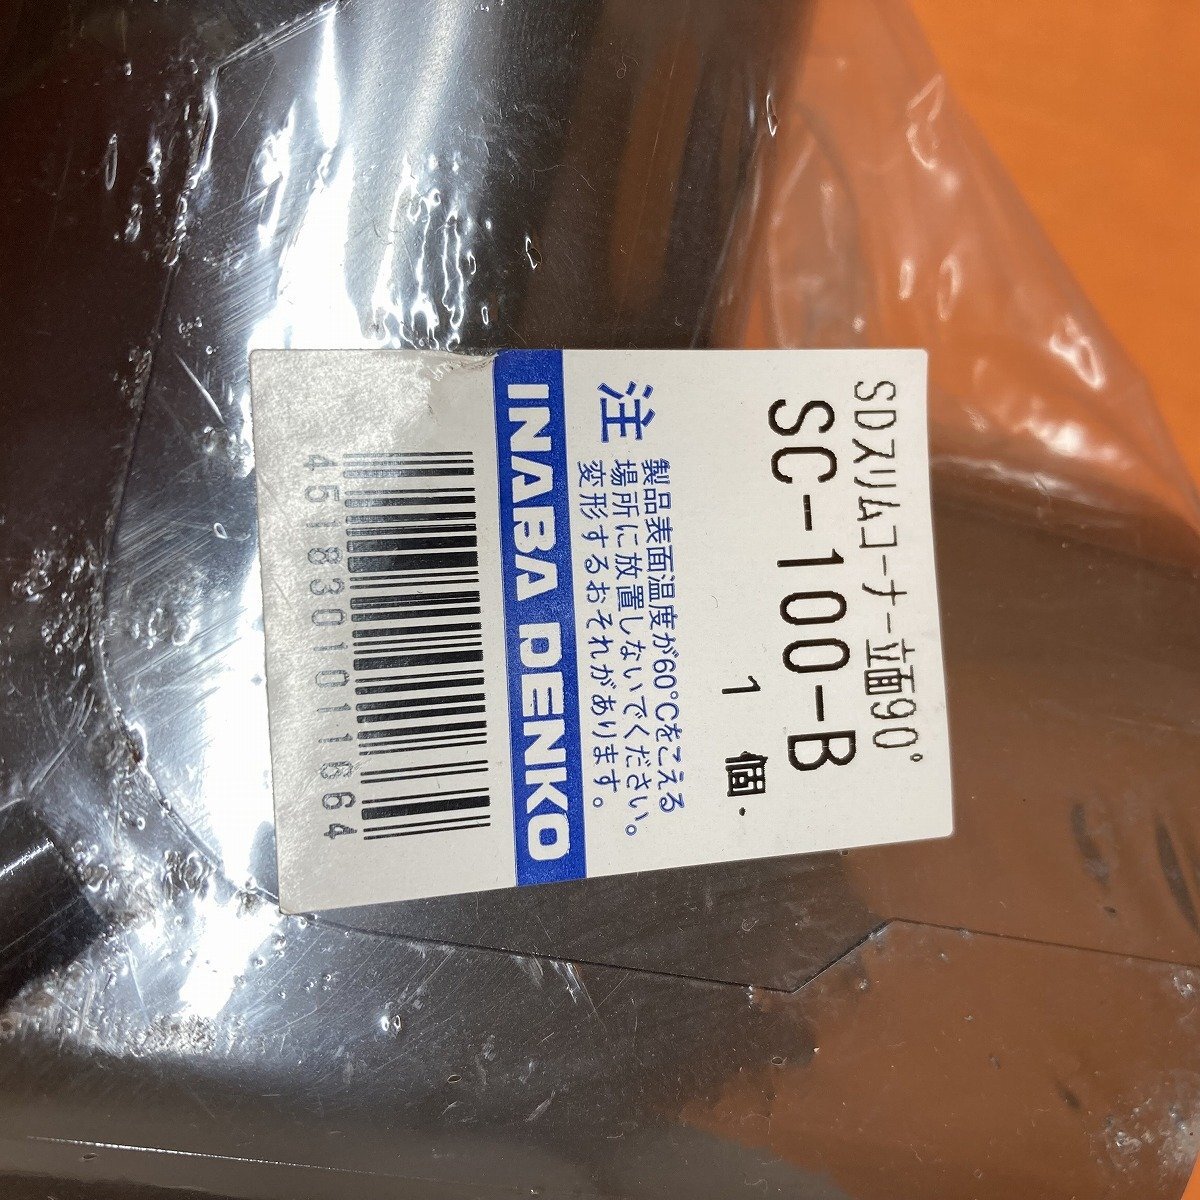 SDスリムコーナー立面90°
SC-100-B
1 個.
注
製品表面温度が60℃をこえる
場所に放置しないでください。
変形するおそれがあります。
INABA DENKO
4518301011664